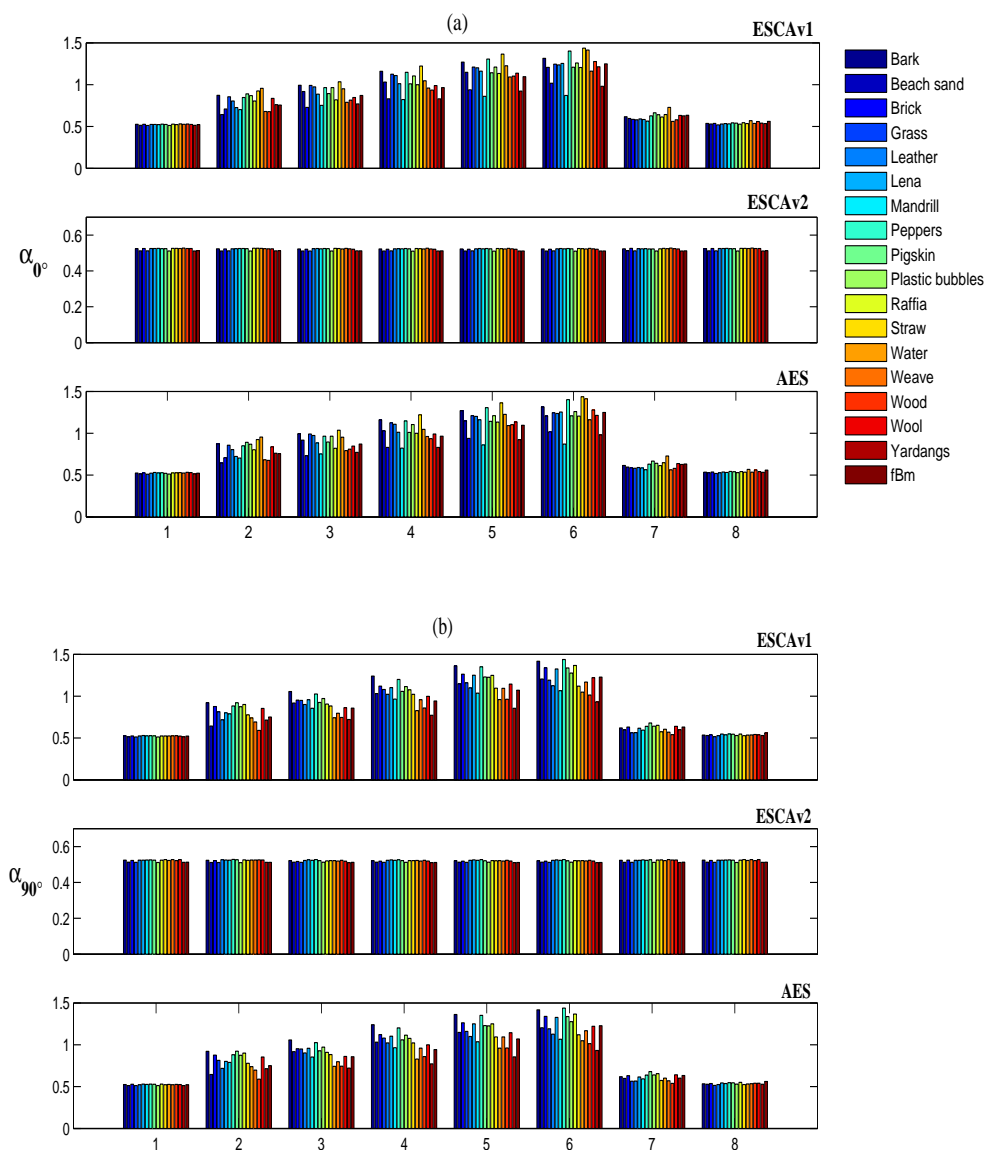 (a)
ESCAv1
1.5
1
0.5
0
ESCAv2
0.6
0.4
0.2
0
α0°
AES
1.5
1
0.5
0
1 2 3 4 5 6 7 8
Bark
Beach sand
Brick
Grass
Leather
Lena
Mandrill
Peppers
Pigskin
Plastic bubbles
Raffia
Straw
Water
Weave
Wood
Wool
Yardangs
fBm
(b)
ESCAv1
1.5
1
0.5
0
ESCAv2
0.6
0.4
0.2
0
α90°
AES
1.5
1
0.5
0
1 2 3 4 5 6 7 8